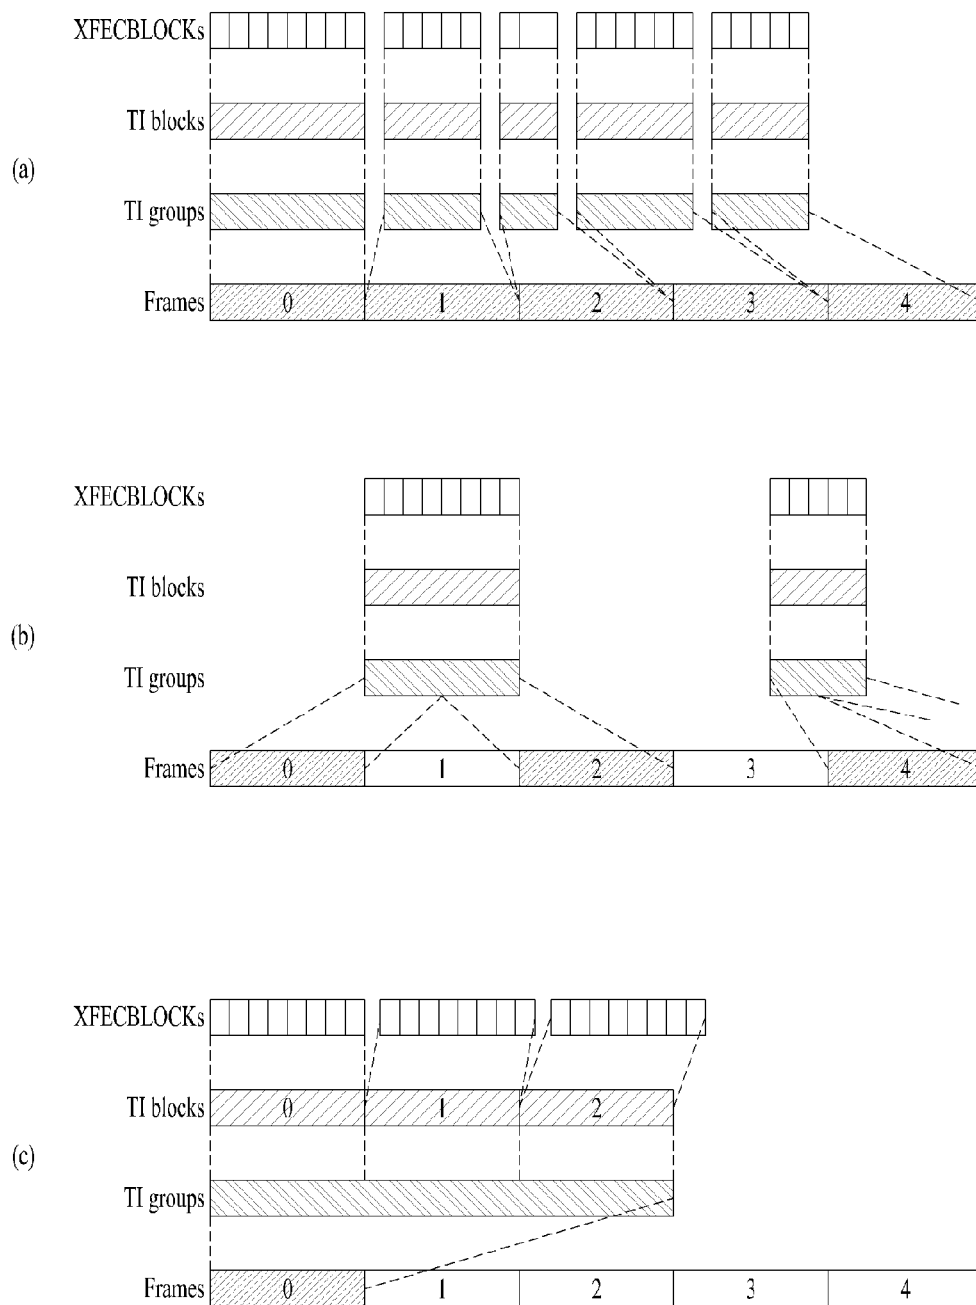 XFECBLOCKs
TI blocks
(a)
TI groups
Frames 0 1 2 3 4
XFECBLOCKs
TI blocks
(b)
TI groups
Frames 0 1 2 3 4
XFECBLOCKs
TI blocks 0 1 2
(c)
TI groups
Frames 0 1 2 3 4